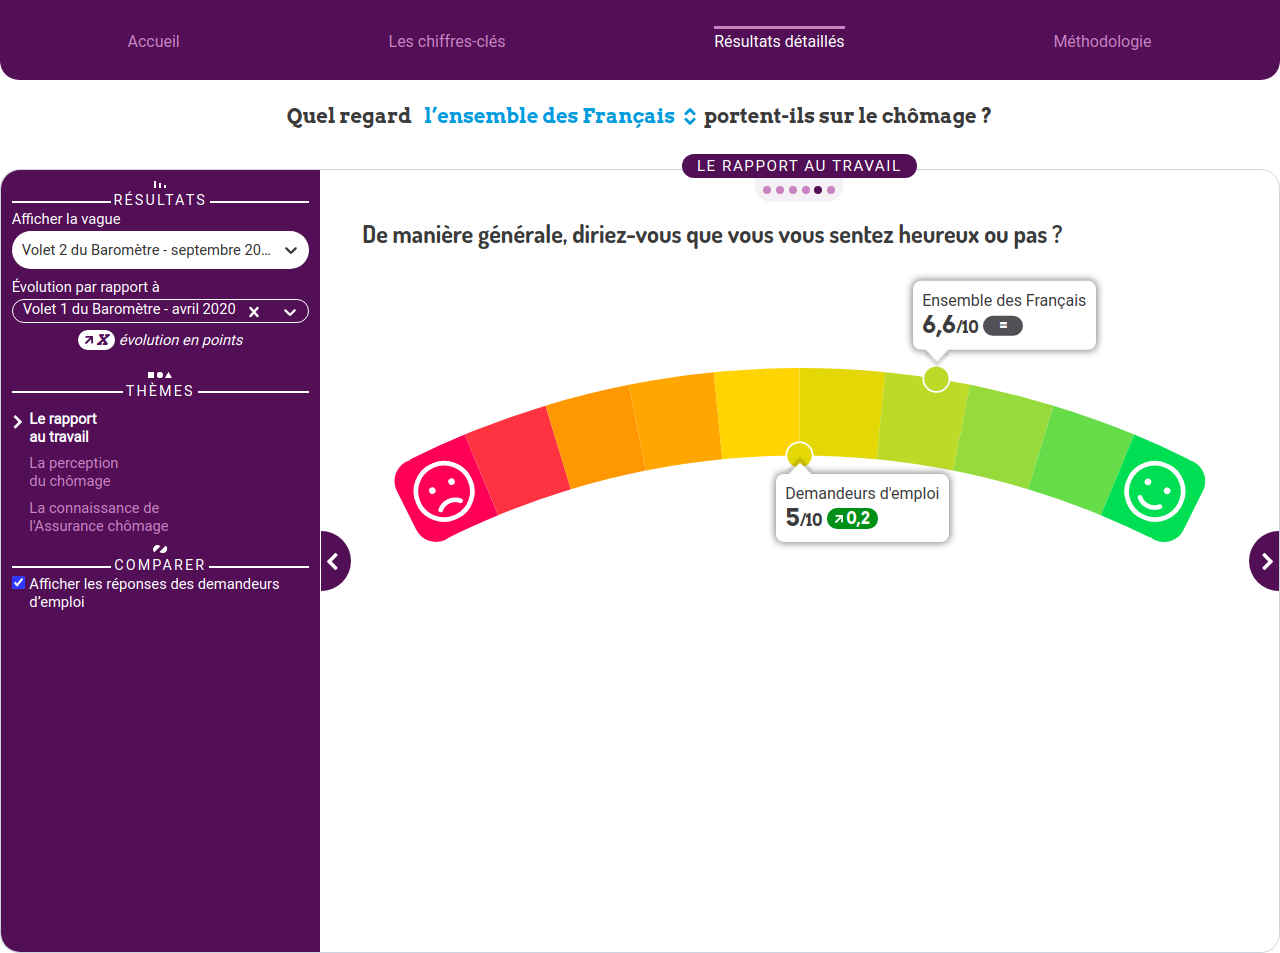 Accueil
Les chiffres-clés
Résultats détaillés
Méthodologie
Quel regard l’ensemble des Français portent-ils sur le chômage ?
LE RAPPORT AU TRAVAIL
RÉSULTATS
Afficher la vague
Volet 2 du Baromètre - septembre 20...
Évolution par rapport à
Volet 1 du Baromètre - avril 2020
X évolution en points
THÈMES
Le rapport
au travail
La perception
du chômage
La connaissance de
l'Assurance chômage
COMPARER
Afficher les réponses des demandeurs
d'emploi
De manière générale, diriez-vous que vous vous sentez heureux ou pas ?
Ensemble des Français
6,6/10 =
Demandeurs d'emploi
5/10 0,2